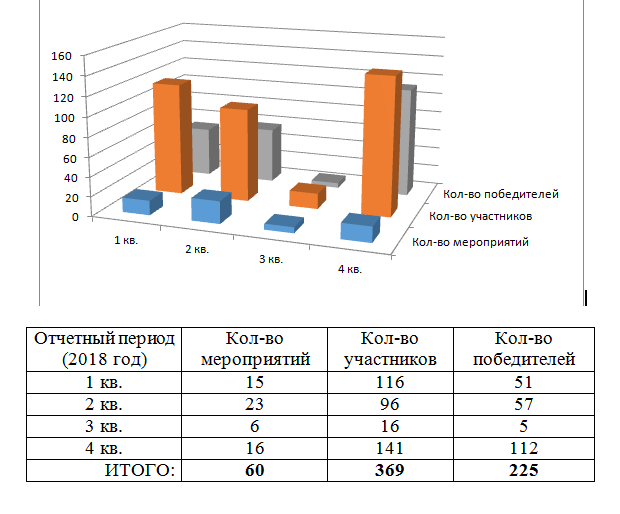 160
140
120
100
80
60
40
20
0
1 кв.
2 кв.
3 кв.
4 кв.
Кол-во победителей
Кол-во участников
Кол-во мероприятий
Отчетный период (2018 год) Кол-во мероприятий Кол-во участников Кол-во победителей
1 кв. 15 116 51
2 кв. 23 96 57
3 кв. 6 16 5
4 кв. 16 141 112
ИТОГО: 60 369 225